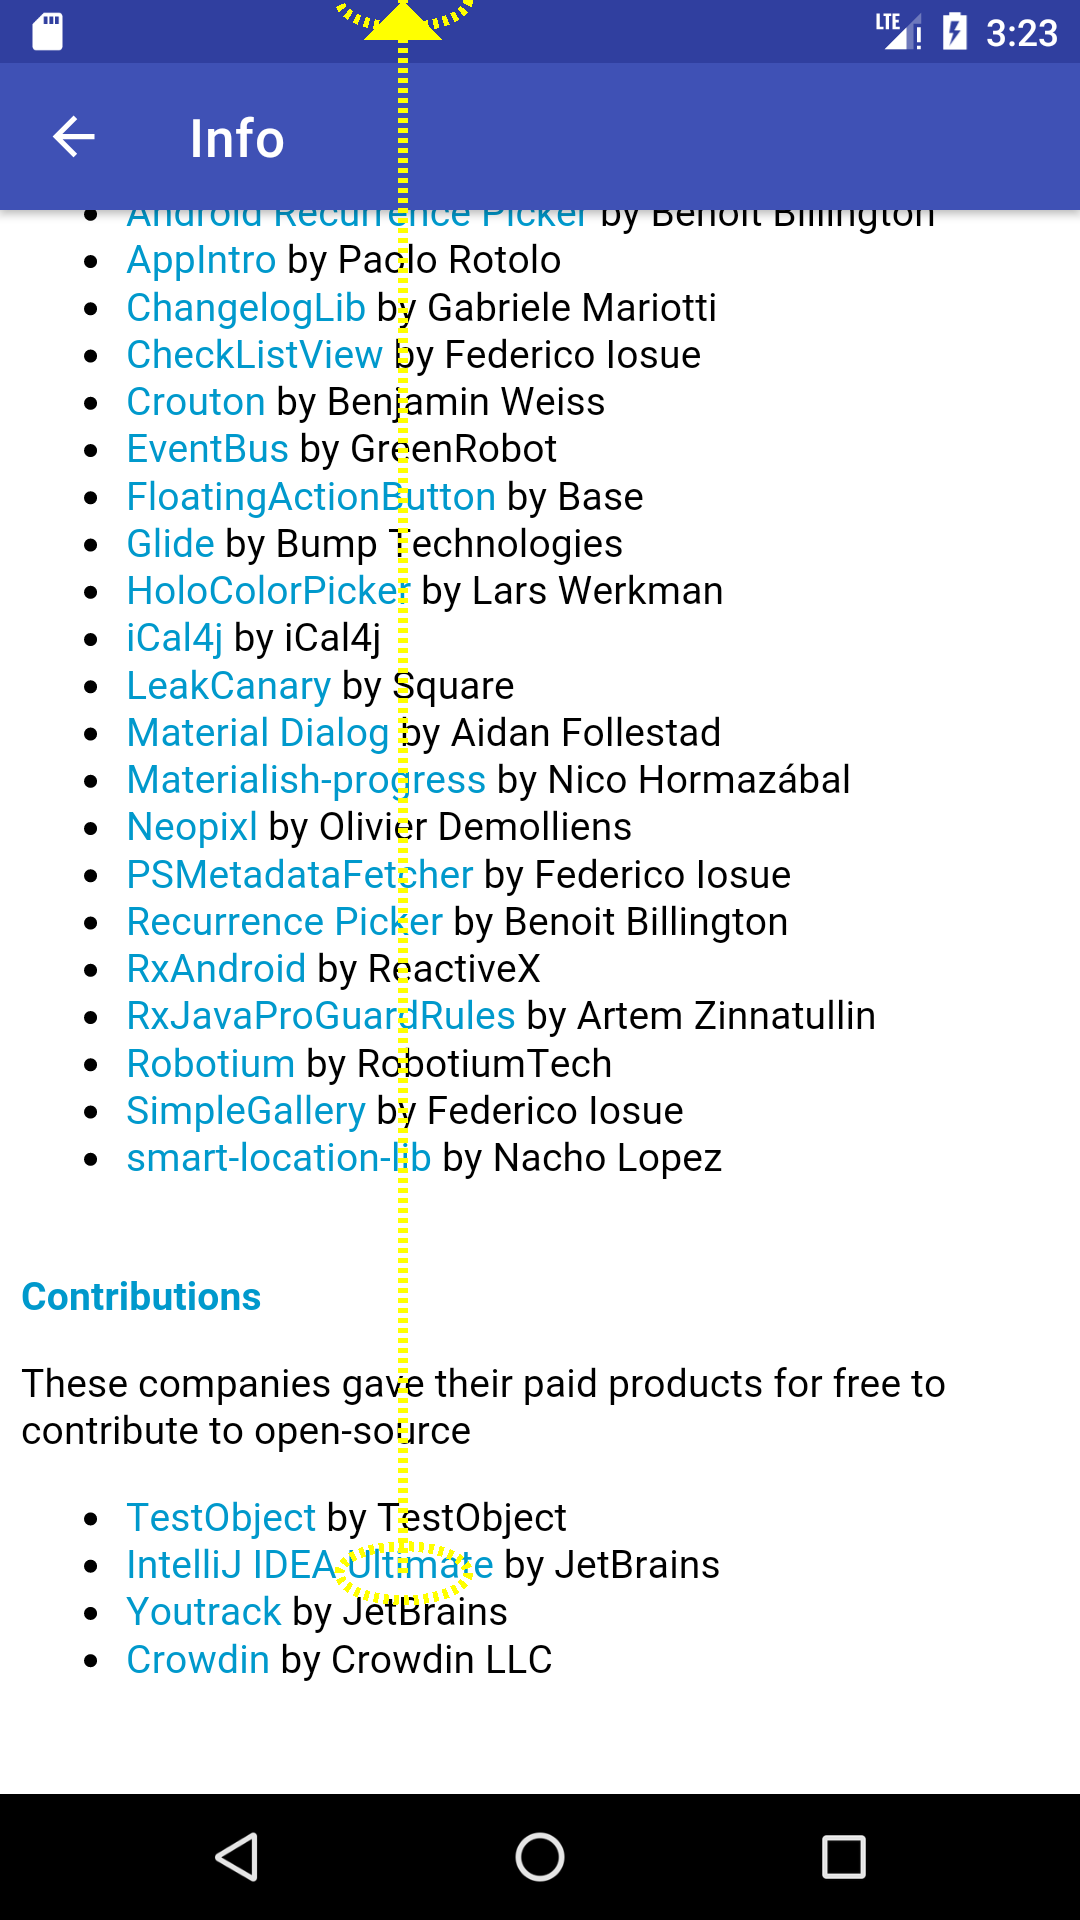 LTE 3:23
Info
Android Recurrence Picker by Benoit Billington
AppIntro by Paolo Rotolo
ChangelogLib by Gabriele Mariotti
CheckListView by Federico Iosue
Crouton by Benjamin Weiss
EventBus by GreenRobot
FloatingActionButton by Base
Glide by Bump Technologies
HoloColorPicker by Lars Werkman
iCal4j by iCal4j
LeakCanary by Square
Material Dialog by Aidan Follestad
Materialish-progress by Nico Hormazábal
Neopixl by Olivier Demolliens
PSMetadataFetcher by Federico Iosue
Recurrence Picker by Benoit Billington
RxAndroid by ReactiveX
RxJavaProGuardRules by Artem Zinnatullin
Robotium by RobotiumTech
SimpleGallery by Federico Iosue
smart-location-lib by Nacho Lopez
Contributions
These companies gave their paid products for free to
contribute to open-source
TestObject by TestObject
IntelliJ IDEA Ultimate by JetBrains
Youtrack by JetBrains
Crowdin by Crowdin LLC